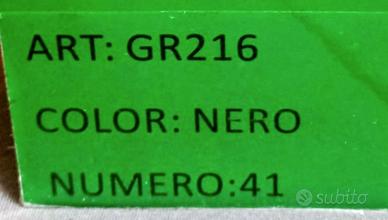 ART: GR216
COLOR: NERO
NUMERO:41
subito